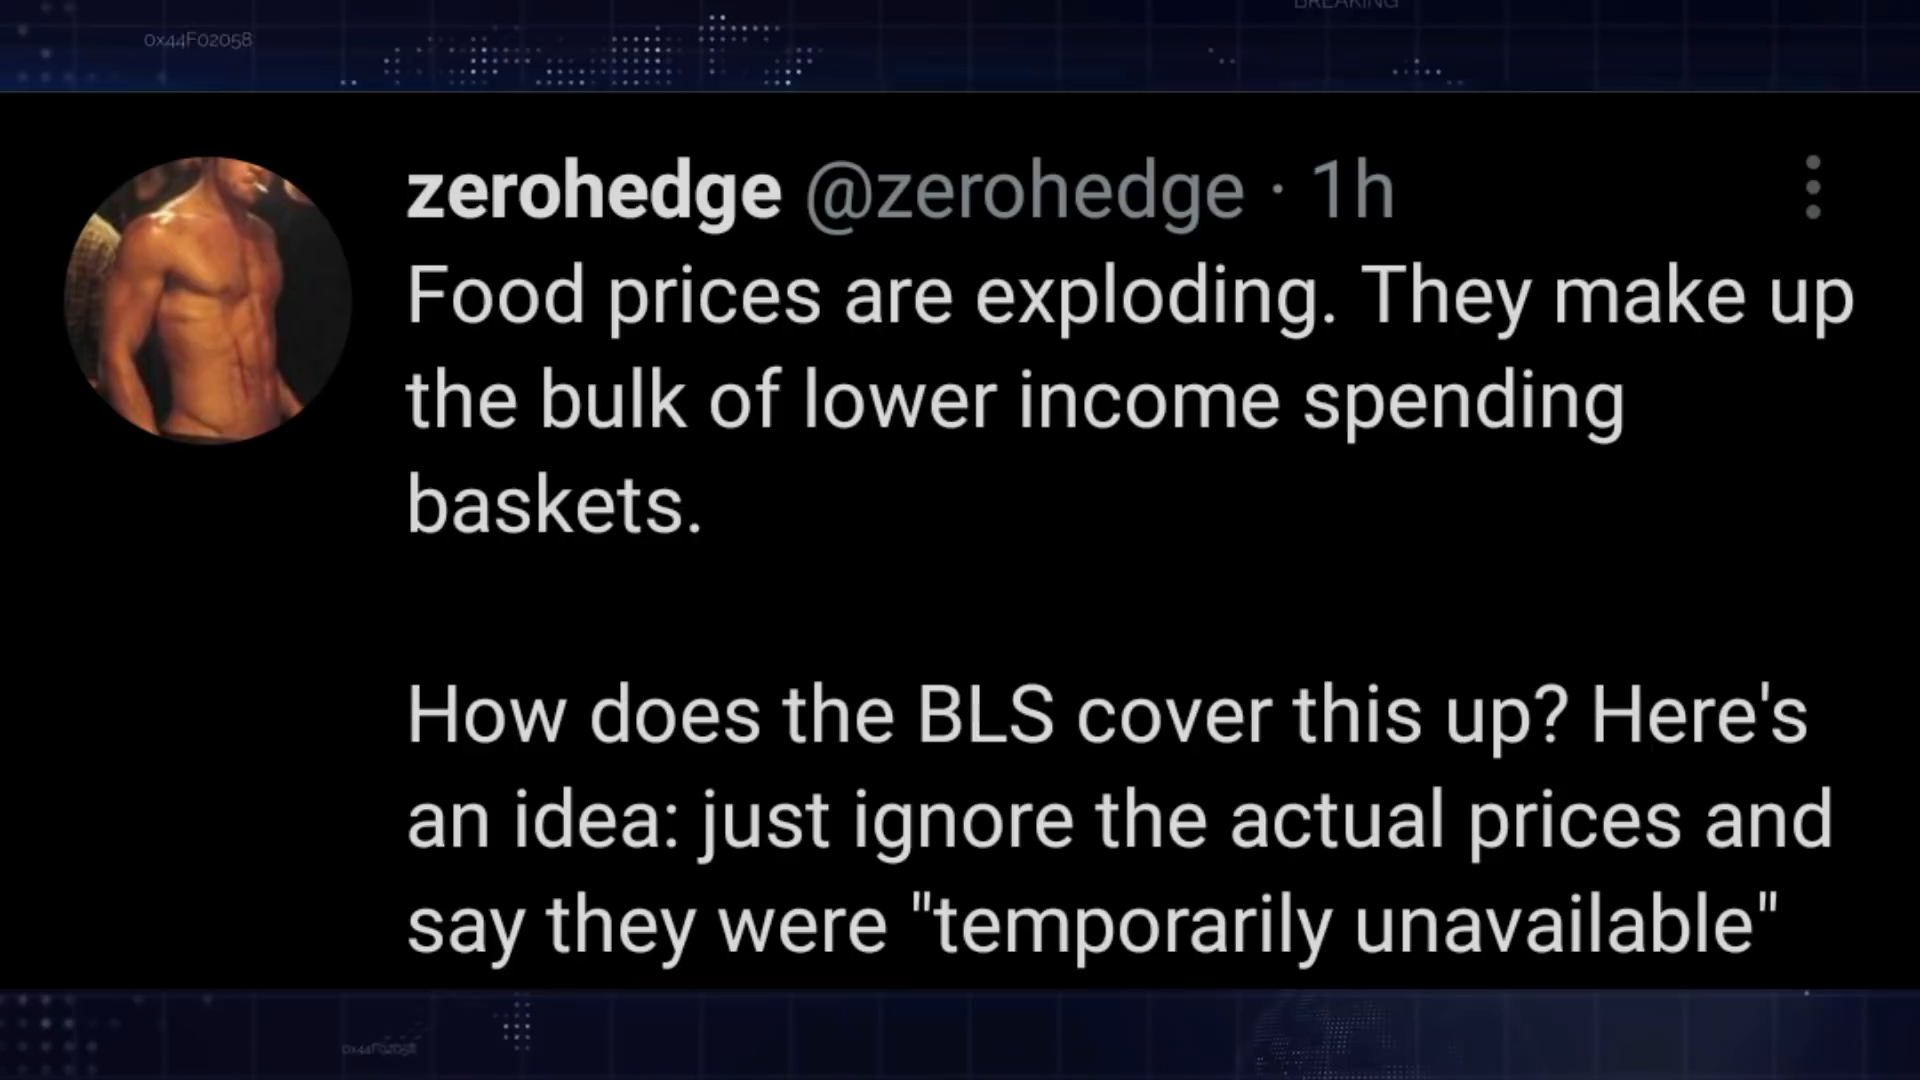 BREAKING
0x44F02058
zerohedge @zerohedge · 1h
Food prices are exploding. They make up
the bulk of lower income spending
baskets.
How does the BLS cover this up? Here's
an idea: just ignore the actual prices and
say they were "temporarily unavailable"
0x44F02058